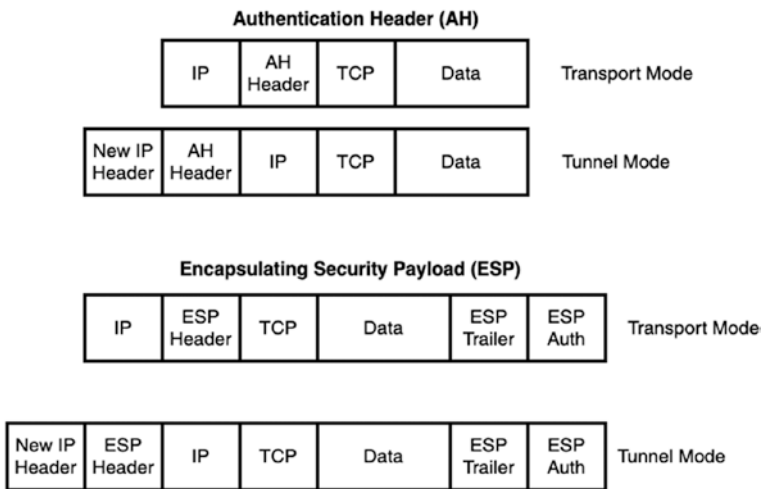 Authentication Header (AH)
IP AH Header TCP Data Transport Mode
New IP Header AH Header IP TCP Data Tunnel Mode
Encapsulating Security Payload (ESP)
IP ESP Header TCP Data ESP Trailer ESP Auth Transport Mode
New IP Header ESP Header IP TCP Data ESP Trailer ESP Auth Tunnel Mode